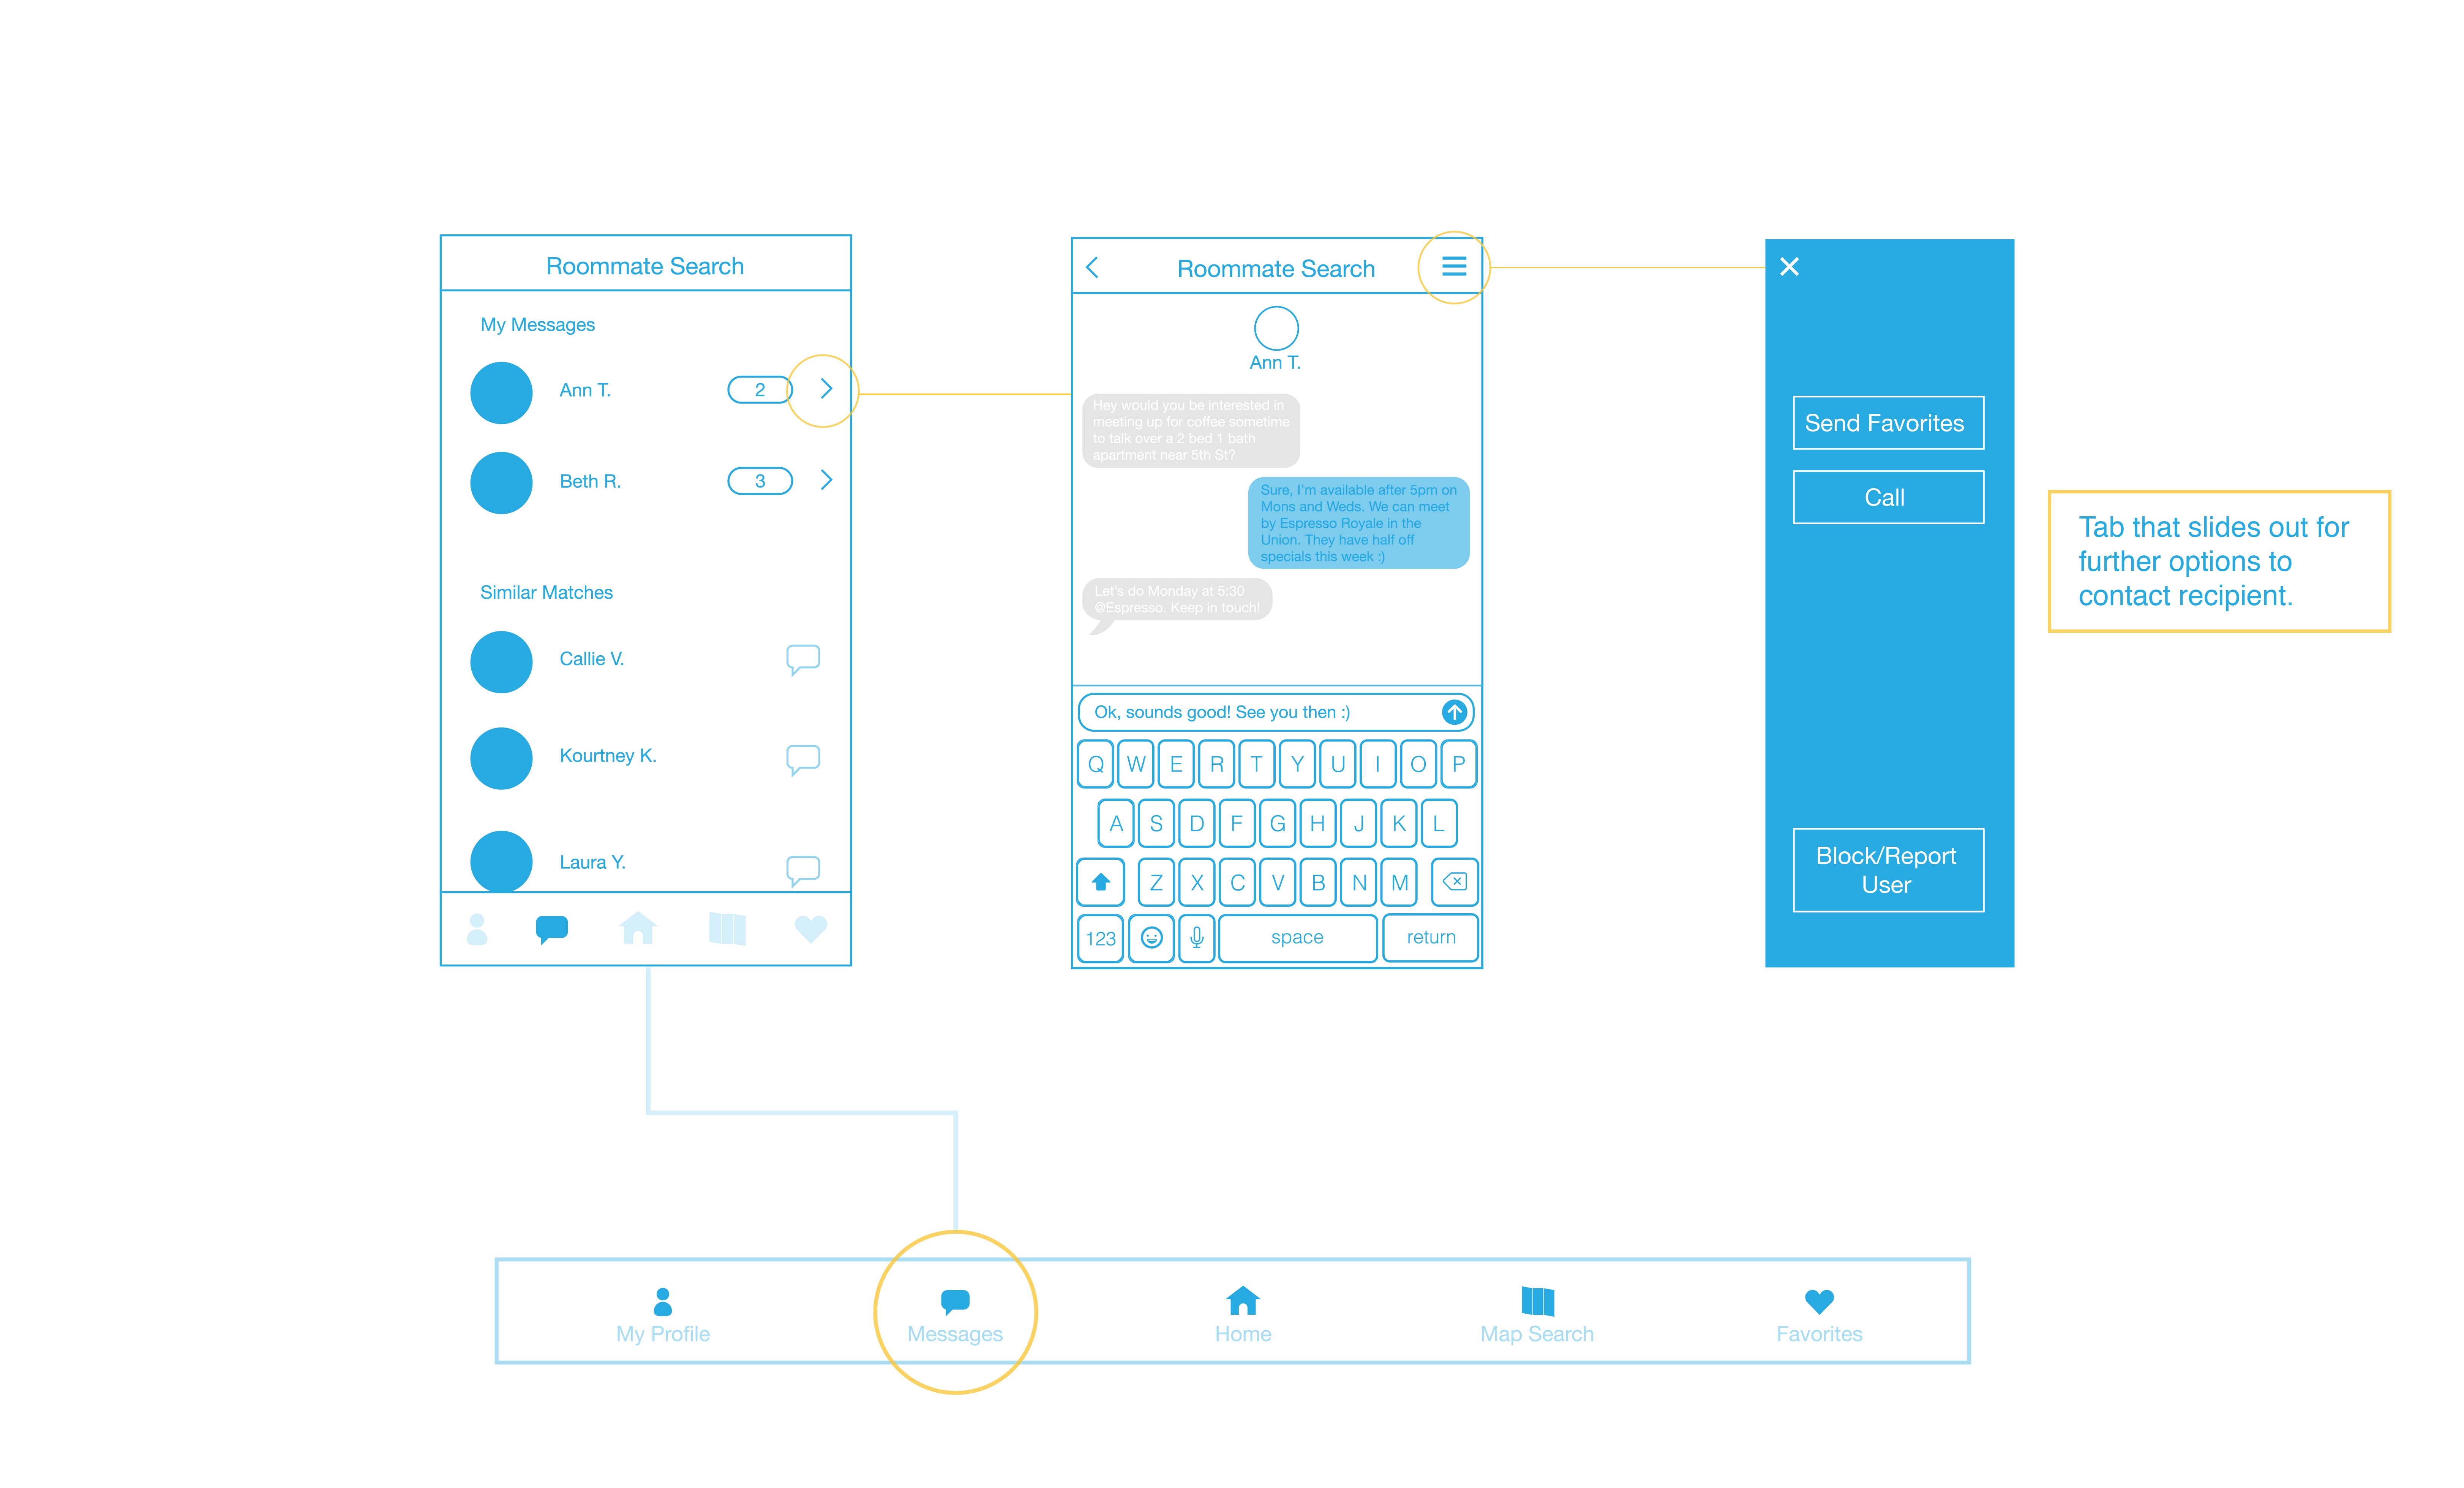 Roommate Search
My Messages
Ann T.
2
Beth R.
3
Similar Matches
Callie V.
Kourtney K.
Laura Y.
Roommate Search
Ann T.
Hey would you be interested in
meeting up for coffee sometime
to talk over a 2 bed 1 bath
apartment near 5th St?
Sure, I'm available after 5pm on
Mons and Weds. We can meet
by Espresso Royale in the
Union. They have half off
specials this week :)
Let's do Monday at 5:30
@Espresso. Keep in touch!
Ok, sounds good! See you then :)
Q W E R T Y U I O P
A S D F G H J K L
Z X C V B N M
123 space return
Send Favorites
Call
Block/Report
User
Tab that slides out for
further options to
contact recipient.
My Profile
Messages
Home
Map Search
Favorites